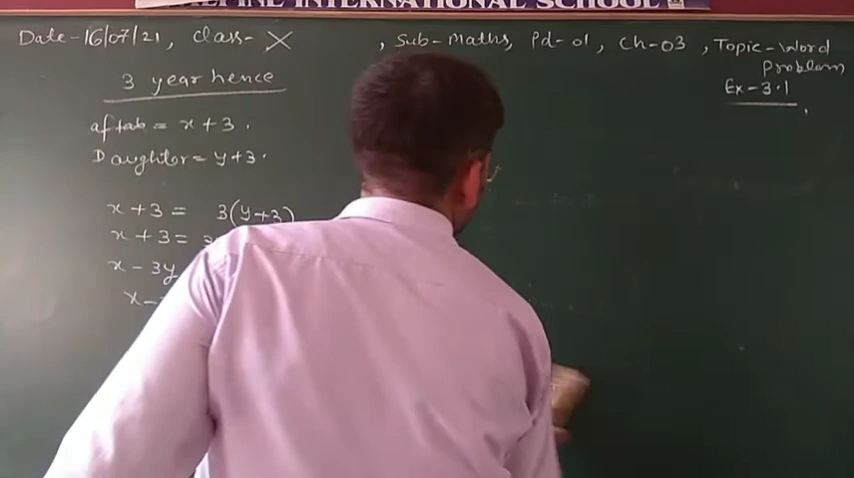 INTERNATIONAL SCHOOL
Date-16/07/21, Class- X , Sub-Maths, Pd-01, Ch-03, Topic-Word
Problem
Ex-3.1
3 year hence
aftab = x+3.
Daughter = y+3.
x+3 = 3(y+3)
x+3 = 3
x-3y
x-